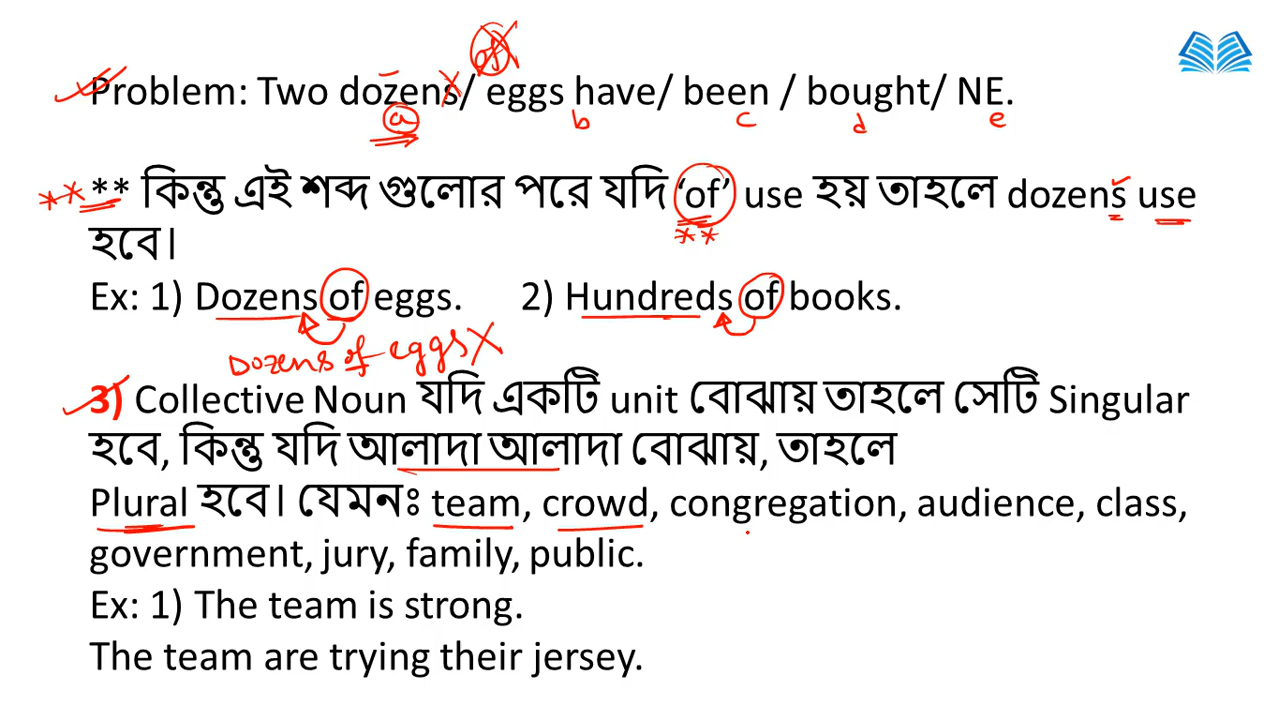 of
Problem: Two dozens/ eggs have/ been / bought/ NE.
a b c d e
** ** কিন্তু এই শব্দ গুলোর পরে যদি ‘of’ use হয় তাহলে dozens use
**
হবে।
Ex: 1) Dozens of eggs. 2) Hundreds of books.
Dozens of eggs X
3) Collective Noun যদি একটি unit বোঝায় তাহলে সেটি Singular
হবে, কিন্তু যদি আলাদা আলাদা বোঝায়, তাহলে
Plural হবে। যেমনঃ team, crowd, congregation, audience, class,
government, jury, family, public.
Ex: 1) The team is strong.
The team are trying their jersey.